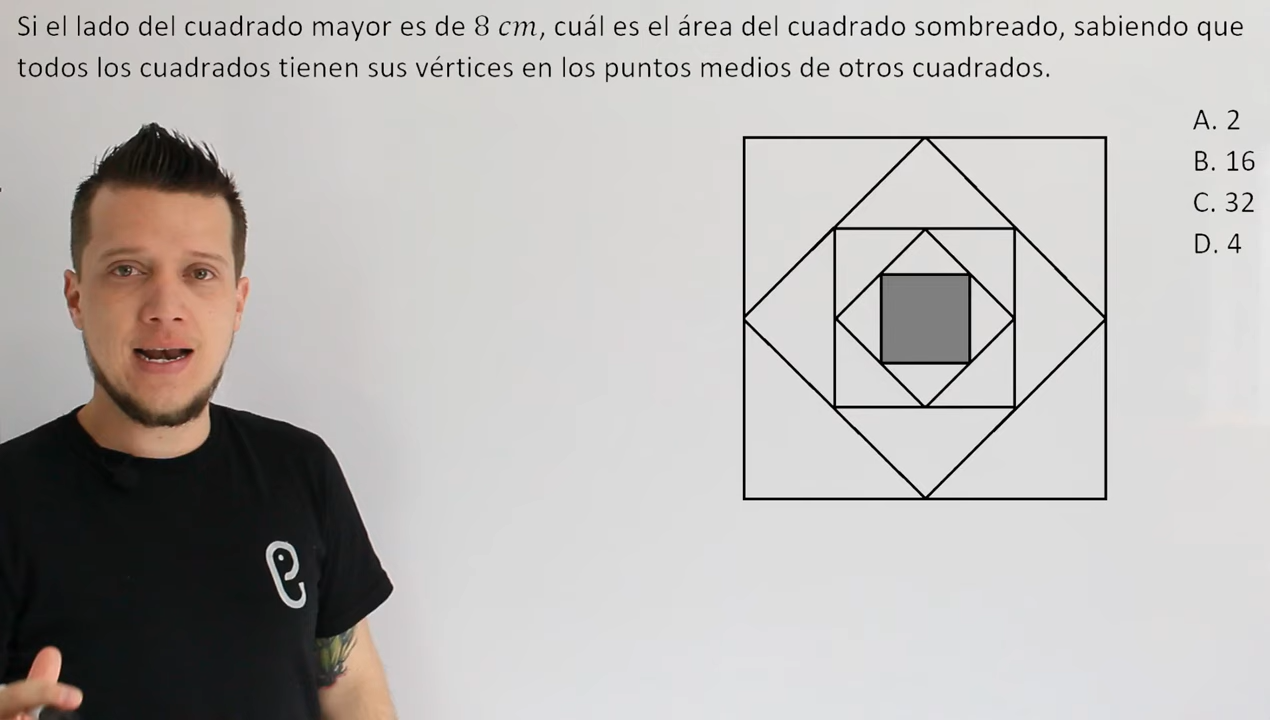 Si el lado del cuadrado mayor es de 8 cm, cuál es el área del cuadrado sombreado, sabiendo que
todos los cuadrados tienen sus vértices en los puntos medios de otros cuadrados.
A. 2
B. 16
C. 32
D. 4